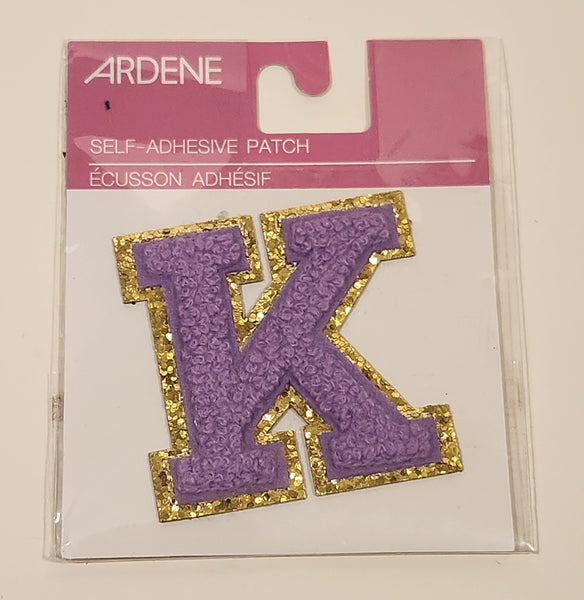 ARDENE
SELF-ADHESIVE PATCH
ÉCUSSON ADHÉSIF
K